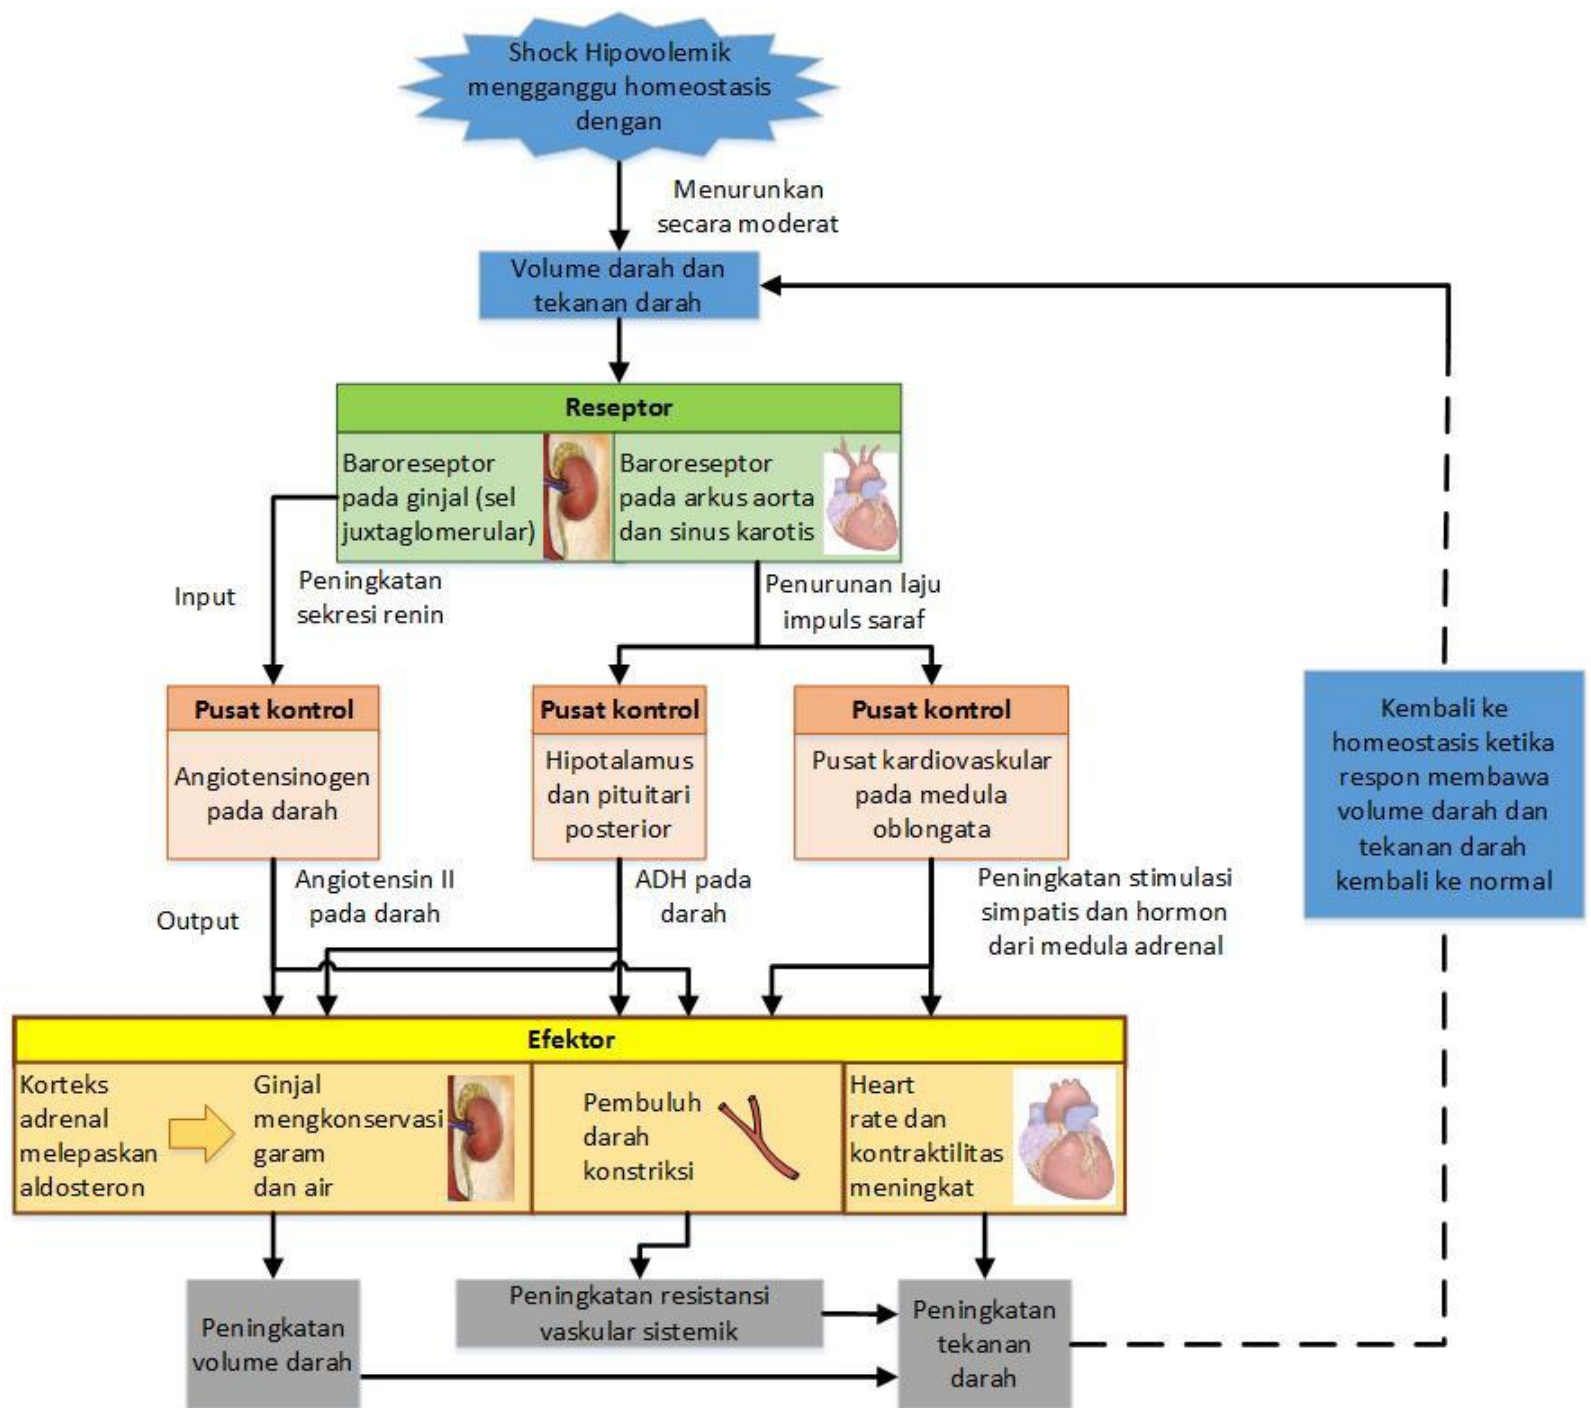 Shock Hipovolemik
mengganggu homeostasis
dengan
Menurunkan
secara moderat
Volume darah dan
tekanan darah
Reseptor
Baroreseptor
pada ginjal (sel
juxtaglomerular)
Baroreseptor
pada arkus aorta
dan sinus karotis
Input
Peningkatan
sekresi renin
Penurunan laju
impuls saraf
Pusat kontrol
Angiotensinogen
pada darah
Pusat kontrol
Hipotalamus
dan pituitari
posterior
Pusat kontrol
Pusat kardiovaskular
pada medula
oblongata
Kembali ke
homeostasis ketika
respon membawa
volume darah dan
tekanan darah
kembali ke normal
Output
Angiotensin II
pada darah
ADH pada
darah
Peningkatan stimulasi
simpatis dan hormon
dari medula adrenal
Efektor
Korteks
adrenal
melepaskan
aldosteron
Ginjal
mengkonservasi
garam
dan air
Pembuluh
darah
konstriksi
Heart
rate dan
kontraktilitas
meningkat
Peningkatan
volume darah
Peningkatan resistansi
vaskular sistemik
Peningkatan
tekanan
darah